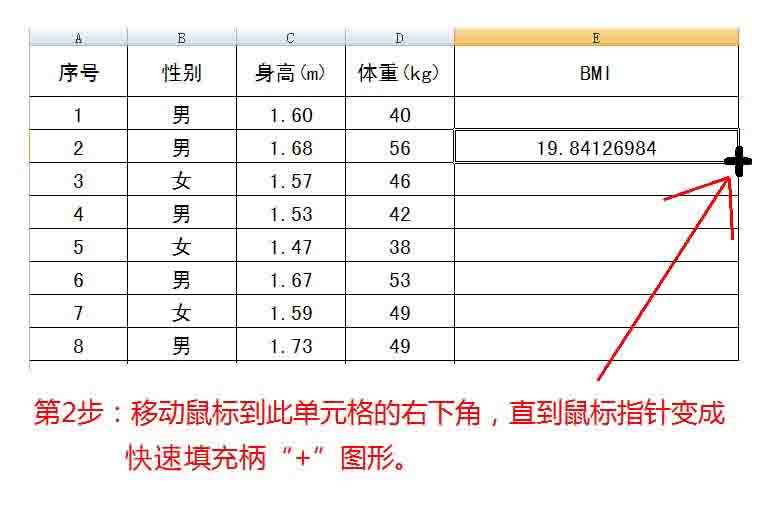 A B C D E
序号 性别 身高(m) 体重(kg) BMI
1 男 1.60 40
2 男 1.68 56 19.84126984
3 女 1.57 46
4 男 1.53 42
5 女 1.47 38
6 男 1.67 53
7 女 1.59 49
8 男 1.73 49
第2步：移动鼠标到此单元格的右下角，直到鼠标指针变成
快速填充柄“+”图形。